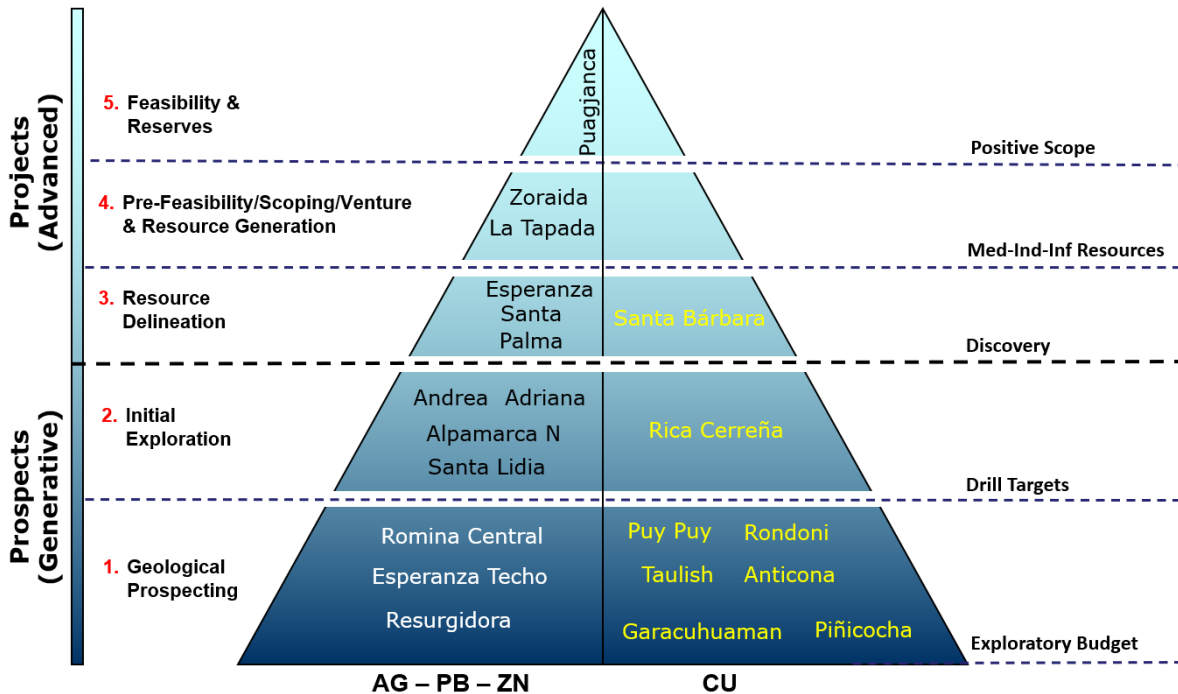 Projects
(Advanced)
5. Feasibility &
Reserves
Puagjanca
Positive Scope
4. Pre-Feasibility/Scoping/Venture
& Resource Generation
Zoraida
La Tapada
Med-Ind-Inf Resources
3. Resource
Delineation
Esperanza
Santa
Palma
Santa Bárbara
Discovery
Prospects
(Generative)
2. Initial
Exploration
Andrea Adriana
Alpamarca N
Santa Lidia
Rica Cerreña
Drill Targets
1. Geological
Prospecting
Romina Central
Esperanza Techo
Resurgidora
Puy Puy Rondoni
Taulish Anticona
Garacuhuaman Piñicocha
Exploratory Budget
AG – PB – ZN
CU